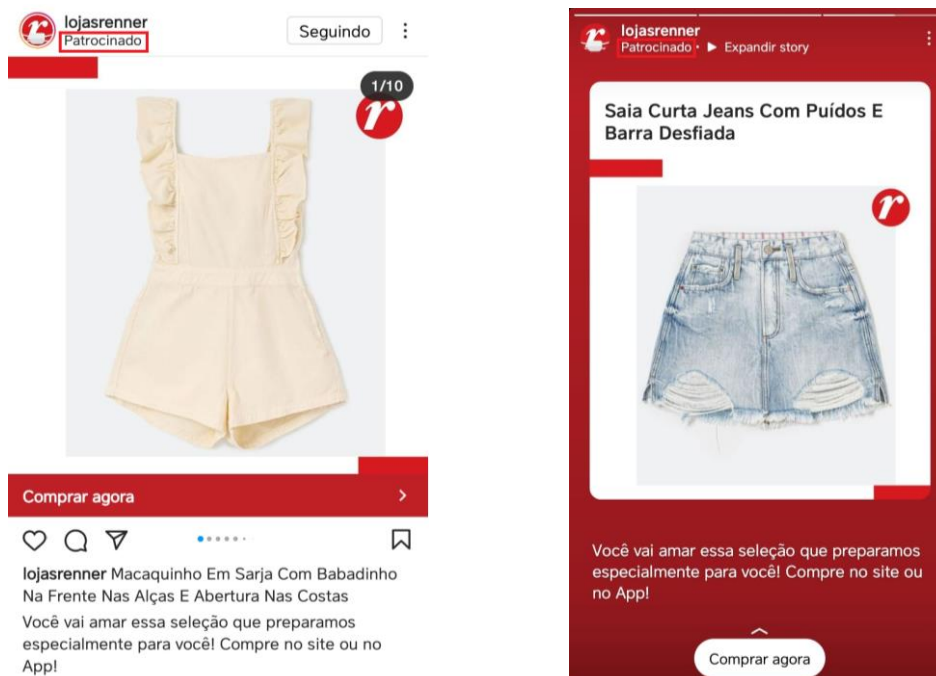 lojasrenner
Patrocinado
Seguindo
1/10
r
Comprar agora
lojasrenner Macaquinho Em Sarja Com Babadinho
Na Frente Nas Alças E Abertura Nas Costas
Você vai amar essa seleção que preparamos
especialmente para você! Compre no site ou no
App!
lojasrenner
Patrocinado • Expandir story
Saia Curta Jeans Com Puídos E
Barra Desfiada
r
Você vai amar essa seleção que preparamos
especialmente para você! Compre no site ou
no App!
Comprar agora